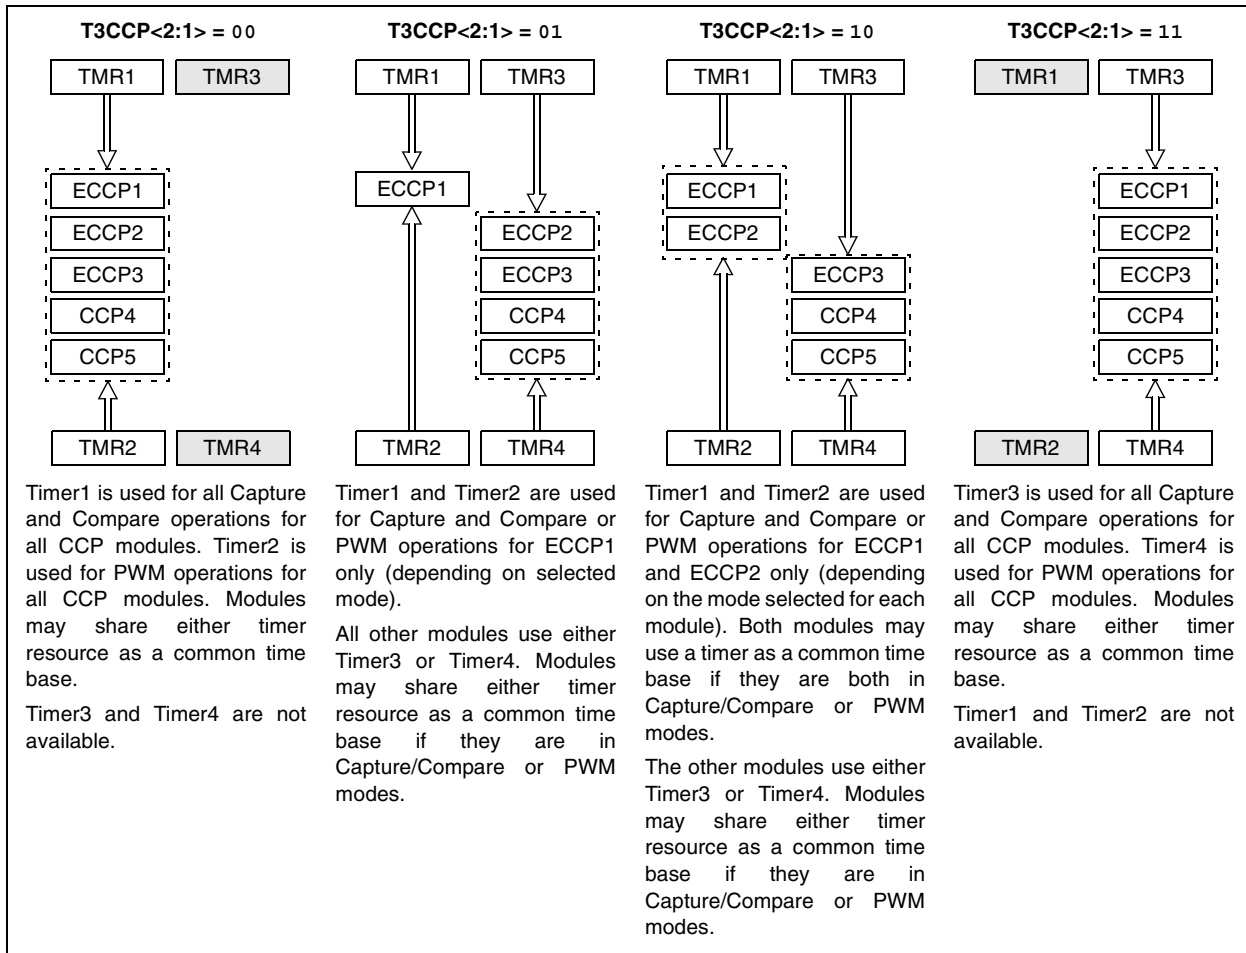 T3CCP<2:1> = 00
TMR1 TMR3
ECCP1
ECCP2
ECCP3
CCP4
CCP5
TMR2 TMR4
Timer1 is used for all Capture
and Compare operations for
all CCP modules. Timer2 is
used for PWM operations for
all CCP modules. Modules
may share either timer
resource as a common time
base.
Timer3 and Timer4 are not
available.
T3CCP<2:1> = 01
TMR1 TMR3
ECCP1
ECCP2
ECCP3
CCP4
CCP5
TMR2 TMR4
Timer1 and Timer2 are used
for Capture and Compare or
PWM operations for ECCP1
only (depending on selected
mode).
All other modules use either
Timer3 or Timer4. Modules
may share either timer
resource as a common time
base if they are in
Capture/Compare or PWM
modes.
T3CCP<2:1> = 10
TMR1 TMR3
ECCP1
ECCP2
ECCP3
CCP4
CCP5
TMR2 TMR4
Timer1 and Timer2 are used
for Capture and Compare or
PWM operations for ECCP1
and ECCP2 only (depending
on the mode selected for each
module). Both modules may
use a timer as a common time
base if they are both in
Capture/Compare or PWM
modes.
The other modules use either
Timer3 or Timer4. Modules
may share either timer
resource as a common time
base if they are in
Capture/Compare or PWM
modes.
T3CCP<2:1> = 11
TMR1 TMR3
ECCP1
ECCP2
ECCP3
CCP4
CCP5
TMR2 TMR4
Timer3 is used for all Capture
and Compare operations for
all CCP modules. Timer4 is
used for PWM operations for
all CCP modules. Modules
may share either timer
resource as a common time
base.
Timer1 and Timer2 are not
available.